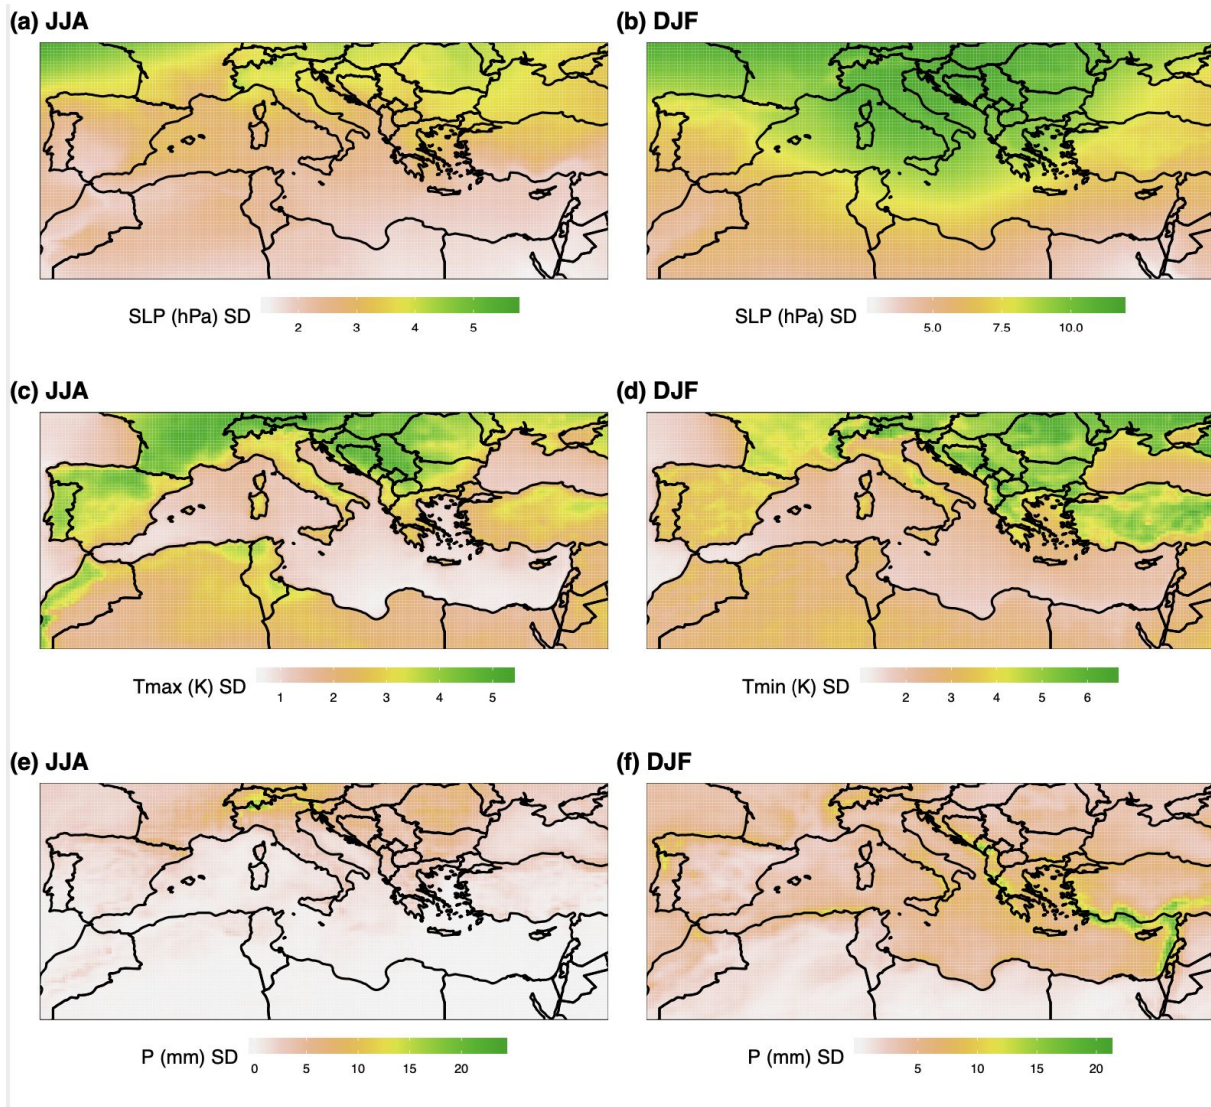 (a) JJA
(b) DJF
SLP (hPa) SD
2 3 4 5
SLP (hPa) SD
5.0 7.5 10.0
(c) JJA
(d) DJF
Tmax (K) SD
1 2 3 4 5
Tmin (K) SD
2 3 4 5 6
(e) JJA
(f) DJF
P (mm) SD
0 5 10 15 20
P (mm) SD
5 10 15 20